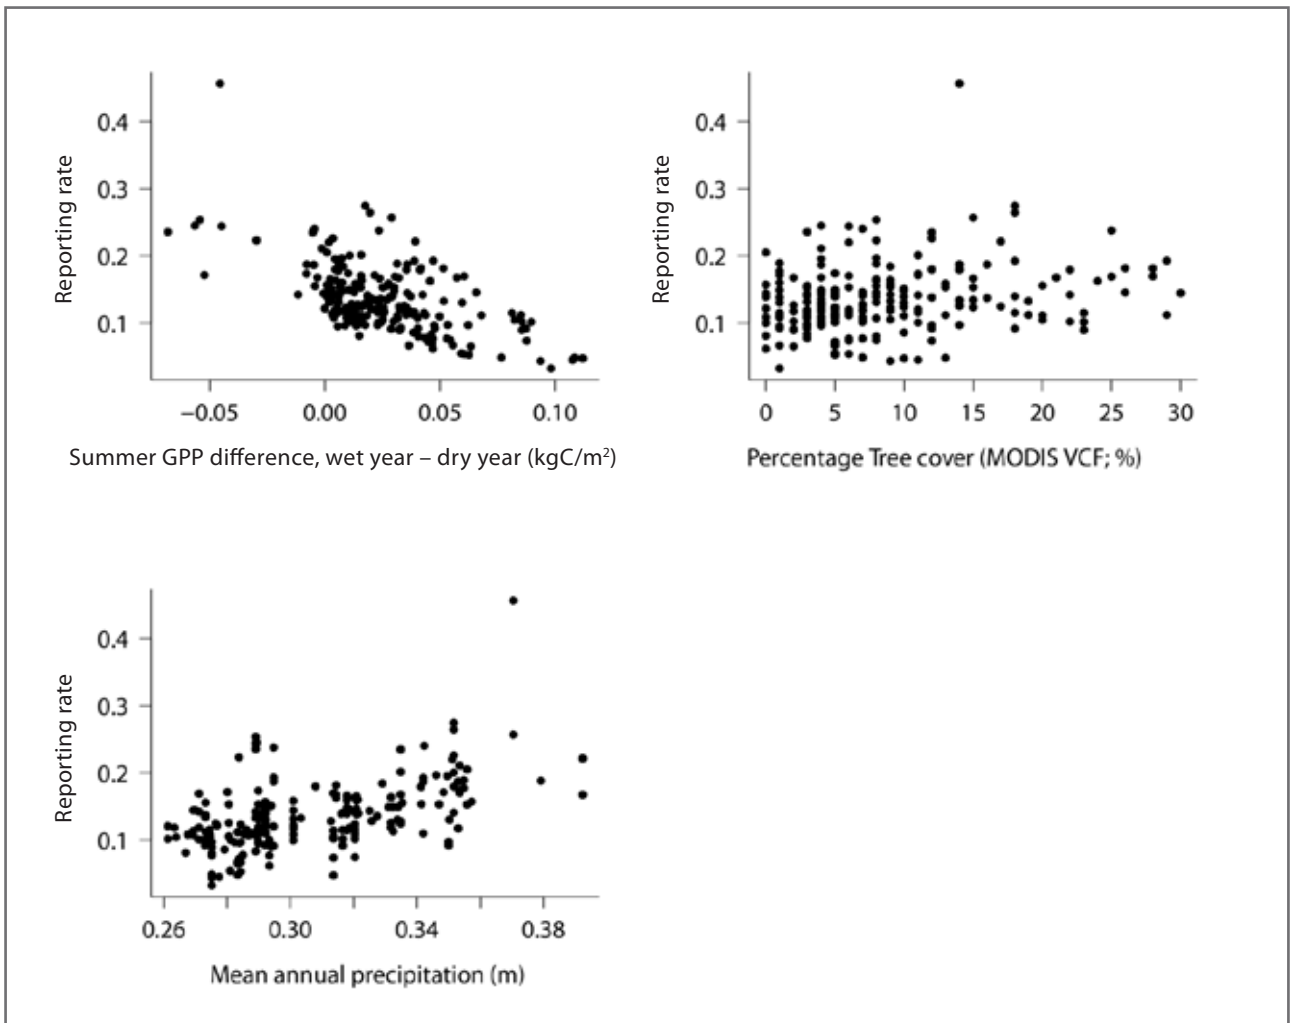 Reporting rate
0.4
0.3
0.2
0.1
−0.05 0.00 0.05 0.10
Summer GPP difference, wet year – dry year (kgC/m²)
Reporting rate
0.4
0.3
0.2
0.1
0 5 10 15 20 25 30
Percentage Tree cover (MODIS VCF; %)
Reporting rate
0.4
0.3
0.2
0.1
0.26 0.30 0.34 0.38
Mean annual precipitation (m)